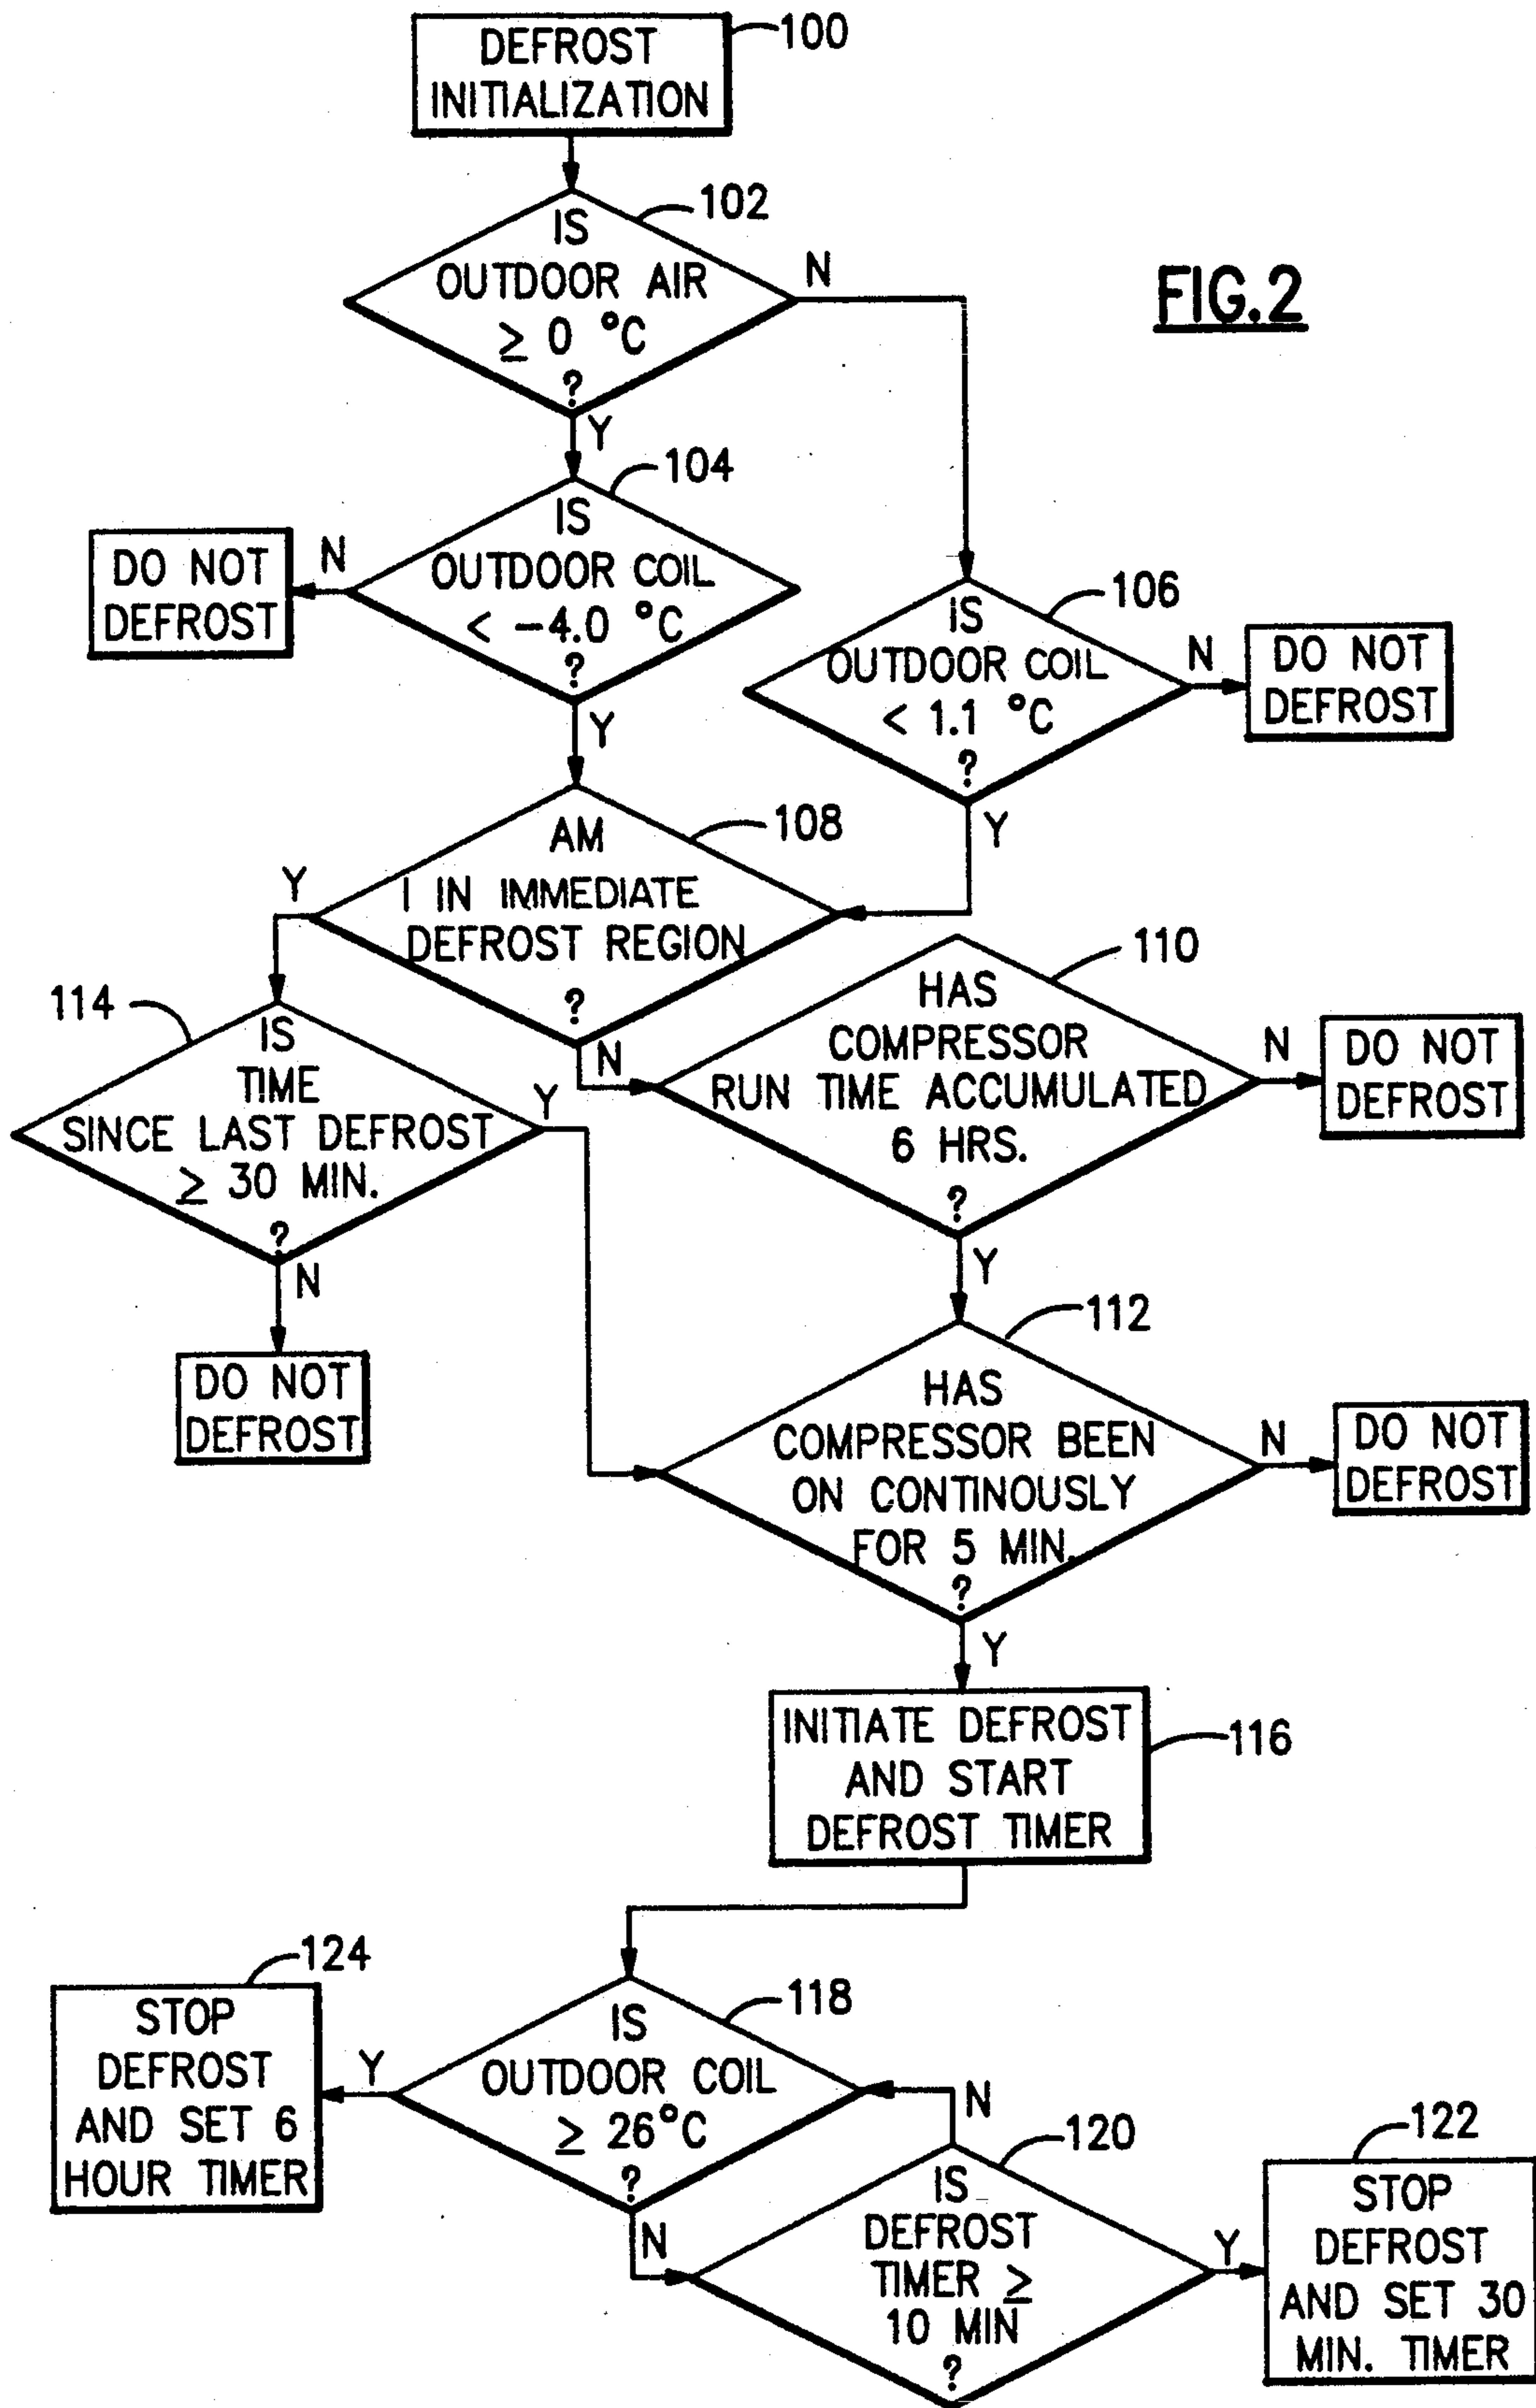 DEFROST
INITIALIZATION
100
IS
OUTDOOR AIR
≥ 0 °C
?
102
N
Y
FIG.2
IS
OUTDOOR COIL
< -4.0 °C
?
104
N
DO NOT
DEFROST
Y
IS
OUTDOOR COIL
< 1.1 °C
?
106
N
DO NOT
DEFROST
Y
AM
I IN IMMEDIATE
DEFROST REGION
?
108
Y
N
HAS
COMPRESSOR
RUN TIME ACCUMULATED
6 HRS.
?
110
N
DO NOT
DEFROST
Y
114
IS
TIME
SINCE LAST DEFROST
≥ 30 MIN.
?
Y
N
DO NOT
DEFROST
112
HAS
COMPRESSOR BEEN
ON CONTINOUSLY
FOR 5 MIN.
?
N
DO NOT
DEFROST
Y
INITIATE DEFROST
AND START
DEFROST TIMER
116
124
STOP
DEFROST
AND SET 6
HOUR TIMER
Y
118
IS
OUTDOOR COIL
≥ 26°C
?
N
N
120
IS
DEFROST
TIMER ≥
10 MIN
?
Y
122
STOP
DEFROST
AND SET 30
MIN. TIMER